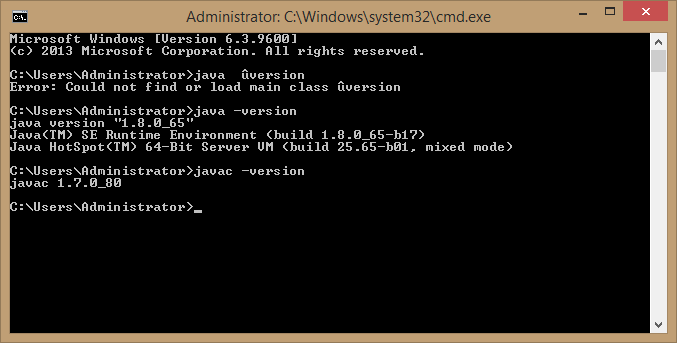 Administrator: C:\Windows\system32\cmd.exe
Microsoft Windows [Version 6.3.9600]
(c) 2013 Microsoft Corporation. All rights reserved.
C:\Users\Administrator>java  ûversion
Error: Could not find or load main class ûversion
C:\Users\Administrator>java -version
java version "1.8.0_65"
Java(TM) SE Runtime Environment (build 1.8.0_65-b17)
Java HotSpot(TM) 64-Bit Server VM (build 25.65-b01, mixed mode)
C:\Users\Administrator>javac -version
javac 1.7.0_80
C:\Users\Administrator>_